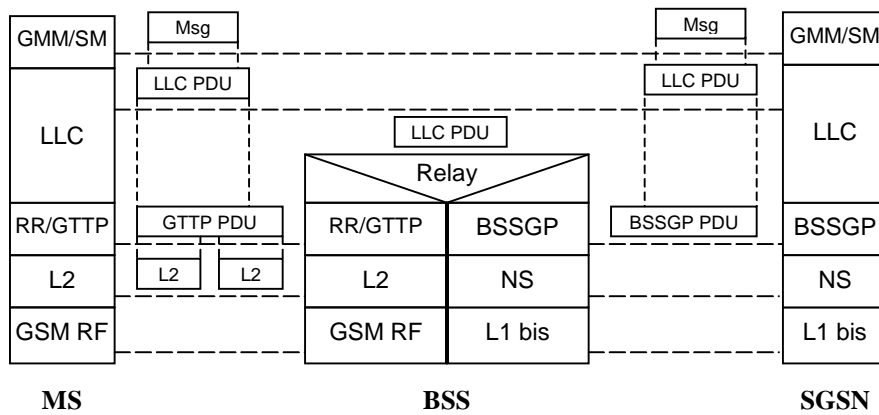 GMM/SM Msg Msg GMM/SM
LLC PDU LLC PDU
LLC LLC PDU LLC
Relay
RR/GTTP GTTP PDU RR/GTTP BSSGP BSSGP PDU BSSGP
L2 L2 L2 L2 NS NS
GSM RF GSM RF L1 bis L1 bis
MS BSS SGSN